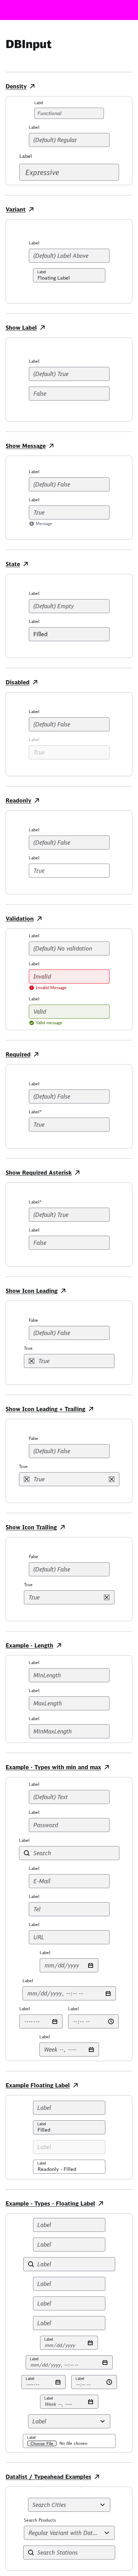 DBInput
Density
Label
Functional
Label
(Default) Regular
Label
Expressive
Variant
Label
(Default) Label Above
Label
Floating Label
Show Label
Label
(Default) True
False
Show Message
Label
(Default) False
Label
True
Message
State
Label
(Default) Empty
Label
Filled
Disabled
Label
(Default) False
Label
True
Readonly
Label
(Default) False
Label
True
Validation
Label
(Default) No validation
Label
Invalid
Invalid Message
Label
Valid
Valid message
Required
Label
(Default) False
Label*
True
Show Required Asterisk
Label*
(Default) True
Label
False
Show Icon Leading
False
(Default) False
True
True
Show Icon Leading + Trailing
False
(Default) False
True
True
Show Icon Trailing
False
(Default) False
True
True
Example - Length
Label
MinLength
Label
MaxLength
Label
MinMaxLength
Example - Types with min and max
Label
(Default) Text
Label
Password
Label
Search
Label
E-Mail
Label
Tel
Label
URL
Label
mm/dd/yyyy
Label
mm/dd/yyyy, --:-- --
Label Label
------- --:-- --
Label
Week --, ----
Example Floating Label
Label
Label
Filled
Label
Label
Readonly - Filled
Example - Types - Floating Label
Label
Label
Label
Label
Label
Label
Label
mm/dd/yyyy
Label
mm/dd/yyyy, --:-- --
Label Label
------- --:-- --
Label
Week --, ----
Label
Label
Choose File No file chosen
Datalist / Typeahead Examples
Search Cities
Search Products
Regular Variant with Dat...
Search Stations